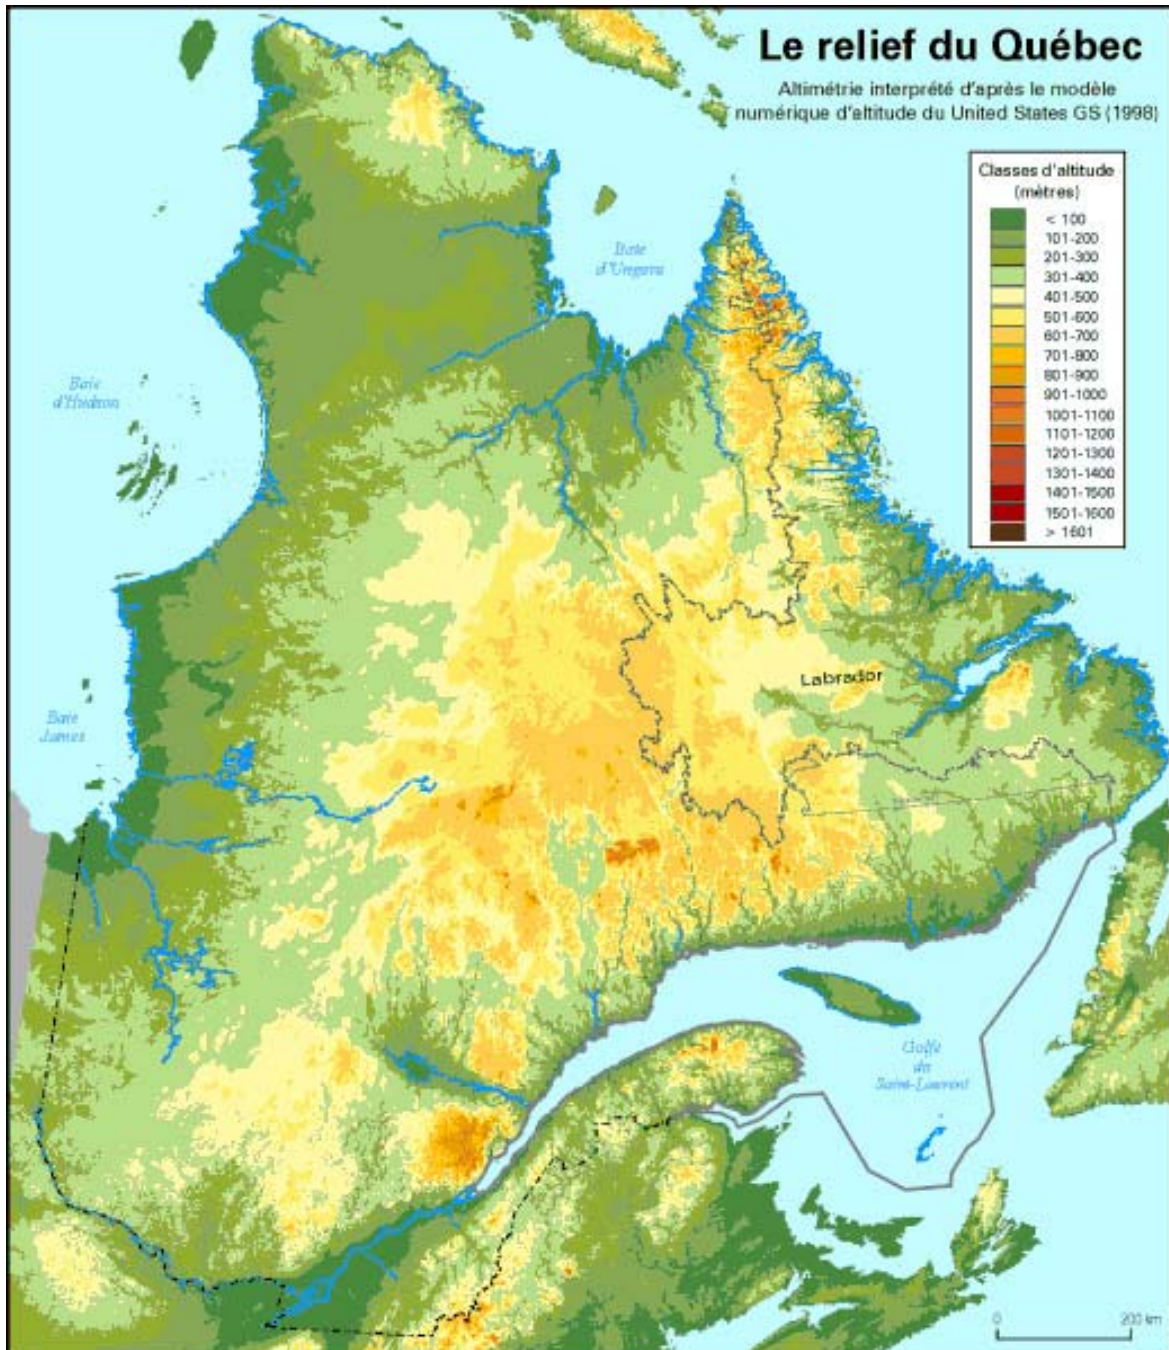 Le relief du Québec
Altimétrie interprété d'après le modèle
numérique d'altitude du United States GS (1998)
Classes d'altitude
(mètres)
< 100
101-200
201-300
301-400
401-500
501-600
601-700
701-800
801-900
901-1000
1001-1100
1101-1200
1201-1300
1301-1400
1401-1500
1501-1600
> 1601
Baie
d'Ungava
Baie
d'Hudson
Labrador
Baie
James
Golfe
du
Saint-Laurent
0 200 km